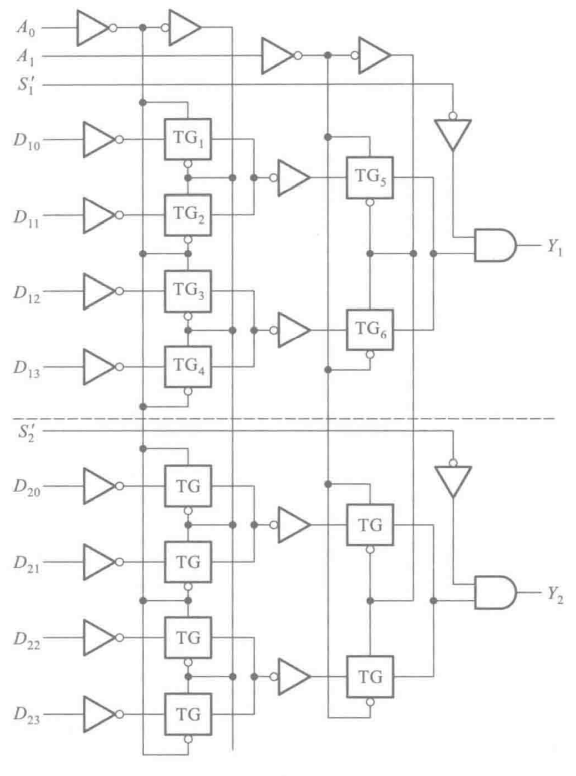 A₀
A₁
S₁′
D₁₀
TG₁
TG₅
D₁₁
TG₂
Y₁
D₁₂
TG₃
TG₆
D₁₃
TG₄
S₂′
D₂₀
TG
TG
D₂₁
TG
Y₂
D₂₂
TG
TG
D₂₃
TG